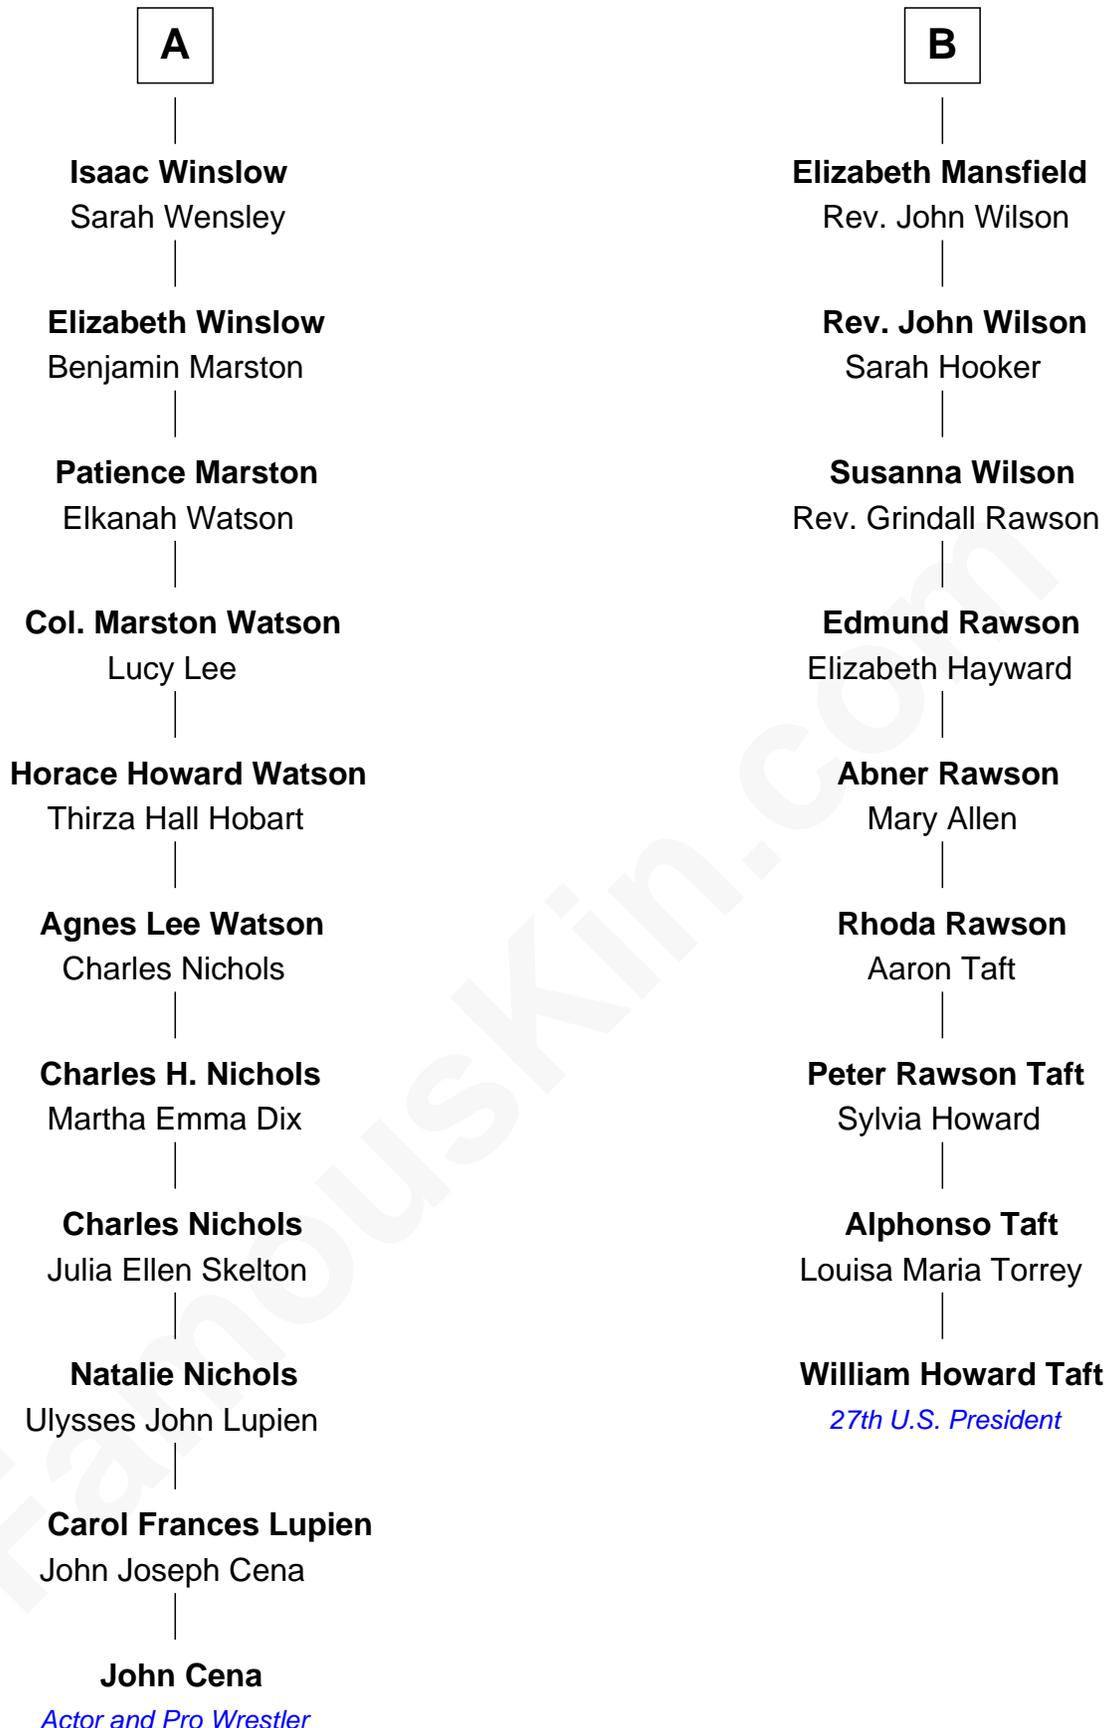 A
Isaac Winslow
Sarah Wensley
Elizabeth Winslow
Benjamin Marston
Patience Marston
Elkanah Watson
Col. Marston Watson
Lucy Lee
Horace Howard Watson
Thirza Hall Hobart
Agnes Lee Watson
Charles Nichols
Charles H. Nichols
Martha Emma Dix
Charles Nichols
Julia Ellen Skelton
Natalie Nichols
Ulysses John Lupien
Carol Frances Lupien
John Joseph Cena
John Cena
Actor and Pro Wrestler
B
Elizabeth Mansfield
Rev. John Wilson
Rev. John Wilson
Sarah Hooker
Susanna Wilson
Rev. Grindall Rawson
Edmund Rawson
Elizabeth Hayward
Abner Rawson
Mary Allen
Rhoda Rawson
Aaron Taft
Peter Rawson Taft
Sylvia Howard
Alphonso Taft
Louisa Maria Torrey
William Howard Taft
27th U.S. President
FamousKin.com